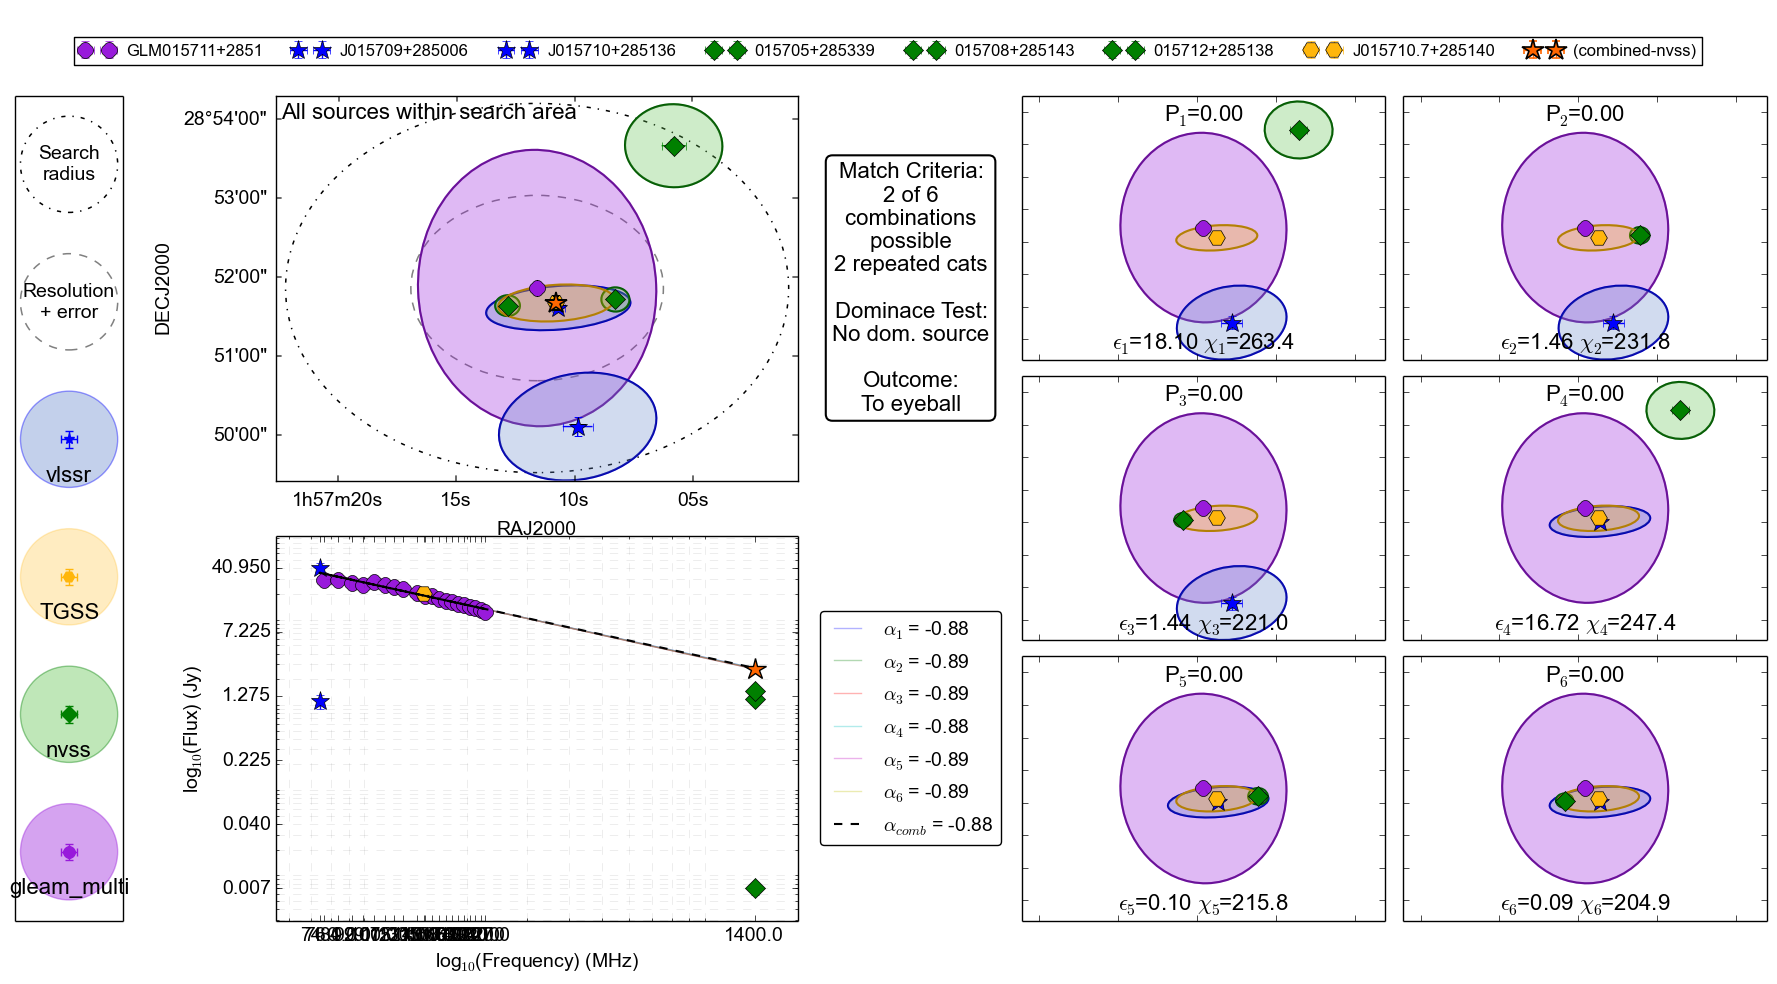 GLM015711+2851 J015709+285006 J015710+285136 015705+285339 015708+285143 015712+285138 J015710.7+285140 (combined-nvss)
Search
radius
Resolution
+ error
vlssr
TGSS
nvss
gleam_multi
All sources within search area
28°54'00"
53'00"
52'00"
51'00"
50'00"
DECJ2000
1h57m20s 15s 10s 05s
RAJ2000
Match Criteria:
2 of 6
combinations
possible
2 repeated cats
Dominace Test:
No dom. source
Outcome:
To eyeball
40.950
7.225
1.275
0.225
0.040
0.007
log10(Flux) (Jy)
1400.0
log10(Frequency) (MHz)
α1 = -0.88
α2 = -0.89
α3 = -0.89
α4 = -0.88
α5 = -0.89
α6 = -0.89
αcomb = -0.88
P1=0.00
ϵ1=18.10 χ1=263.4
P2=0.00
ϵ2=1.46 χ2=231.8
P3=0.00
ϵ3=1.44 χ3=221.0
P4=0.00
ϵ4=16.72 χ4=247.4
P5=0.00
ϵ5=0.10 χ5=215.8
P6=0.00
ϵ6=0.09 χ6=204.9